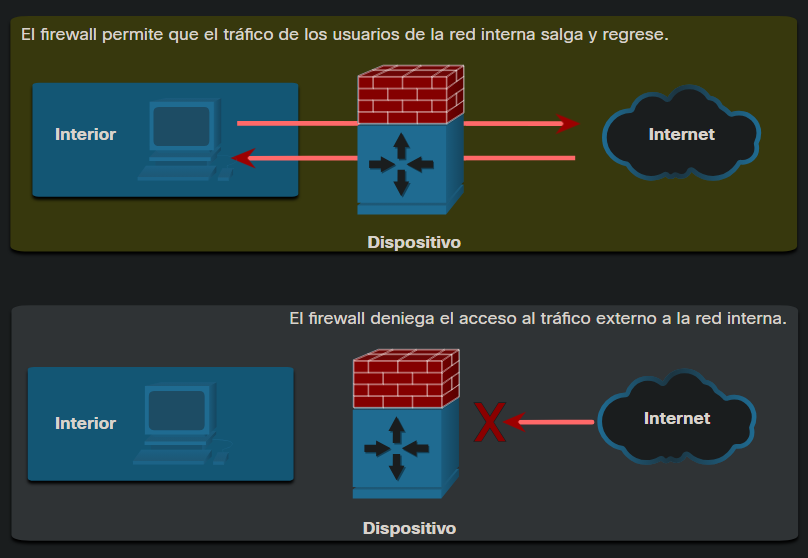 El firewall permite que el tráfico de los usuarios de la red interna salga y regrese.
Interior
Internet
Dispositivo
El firewall deniega el acceso al tráfico externo a la red interna.
Interior
X
Internet
Dispositivo